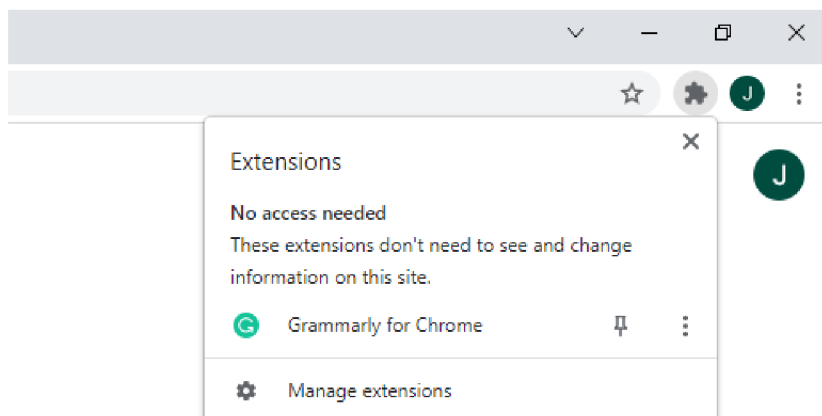 J
J
Extensions
No access needed
These extensions don't need to see and change
information on this site.
Grammarly for Chrome
Manage extensions